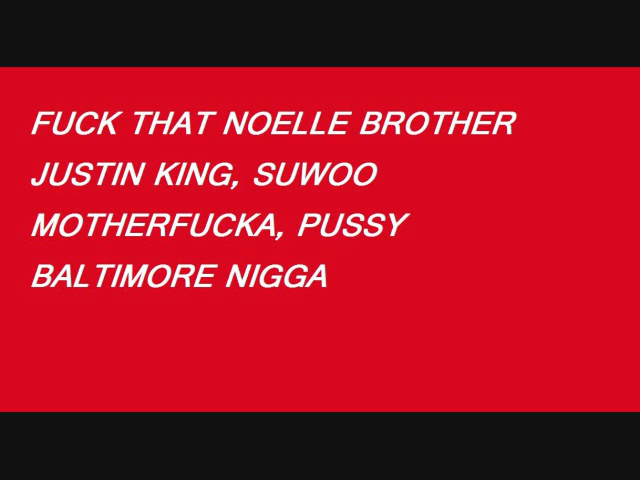 FUCK THAT NOELLE BROTHER
JUSTIN KING, SUWOO
MOTHERFUCKA, PUSSY
BALTIMORE NIGGA